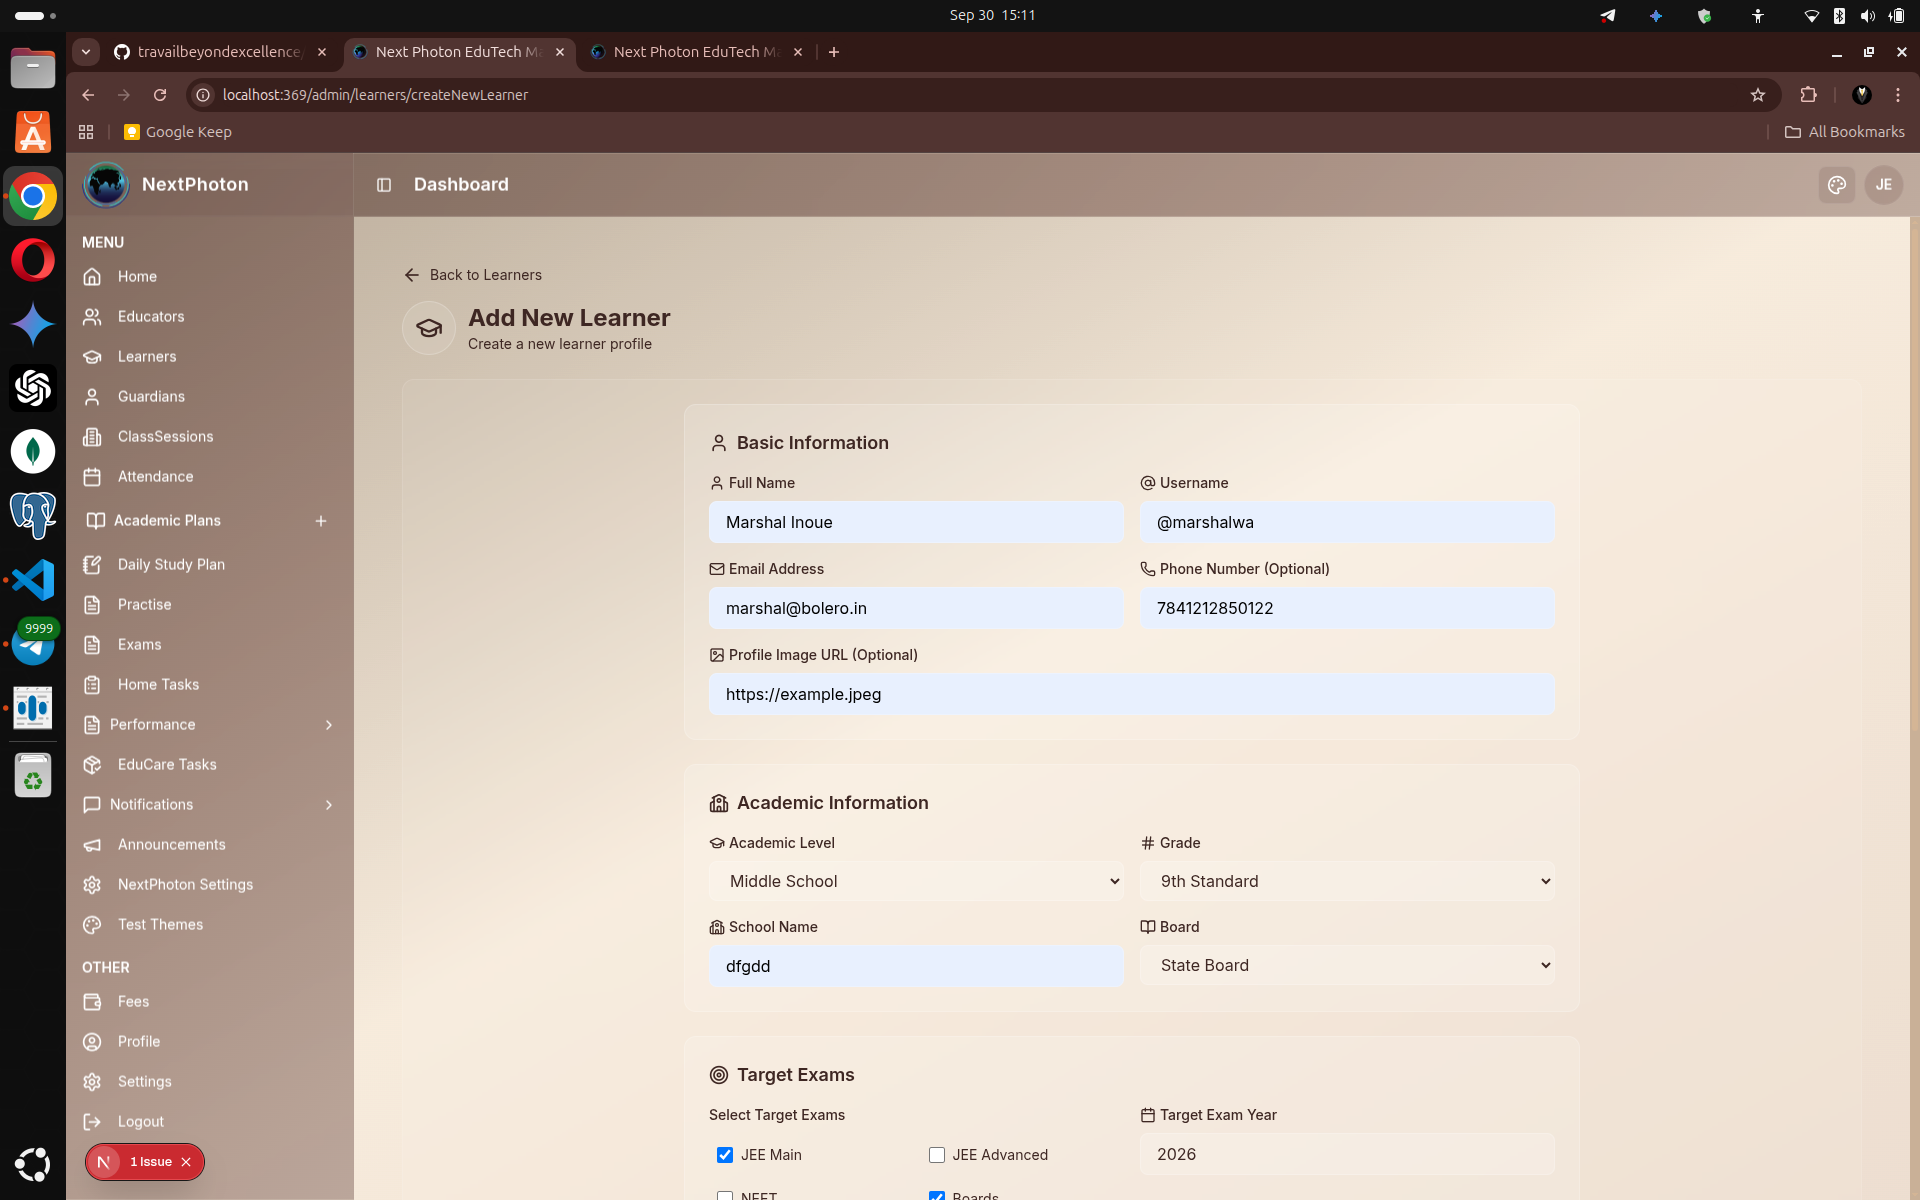 Sep 30 15:11
travailbeyondexcellence
Next Photon EduTech Ma
Next Photon EduTech Ma
localhost:369/admin/learners/createNewLearner
Google Keep
All Bookmarks
NextPhoton
Dashboard
JE
MENU
Home
Educators
Learners
Guardians
ClassSessions
Attendance
Academic Plans
Daily Study Plan
Practise
Exams
Home Tasks
Performance
EduCare Tasks
Notifications
Announcements
NextPhoton Settings
Test Themes
OTHER
Fees
Profile
Settings
Logout
N 1 Issue
9999
Back to Learners
Add New Learner
Create a new learner profile
Basic Information
Full Name
Username
Marshal Inoue
@marshalwa
Email Address
Phone Number (Optional)
marshal@bolero.in
7841212850122
Profile Image URL (Optional)
https://example.jpeg
Academic Information
Academic Level
Grade
Middle School
9th Standard
School Name
Board
dfgdd
State Board
Target Exams
Select Target Exams
Target Exam Year
JEE Main
JEE Advanced
2026
NEET
Boards